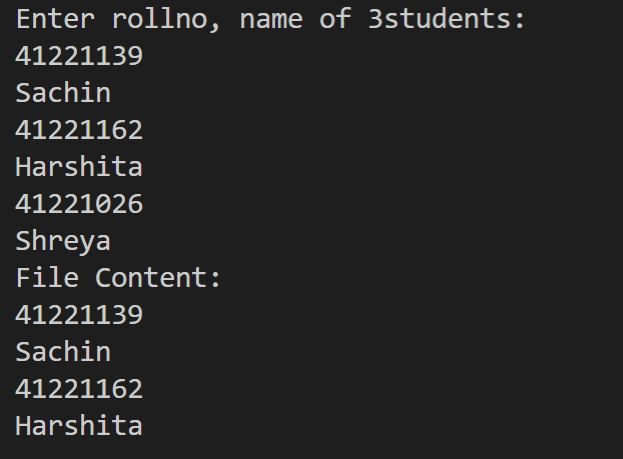 Enter rollno, name of 3students:
41221139
Sachin
41221162
Harshita
41221026
Shreya
File Content:
41221139
Sachin
41221162
Harshita